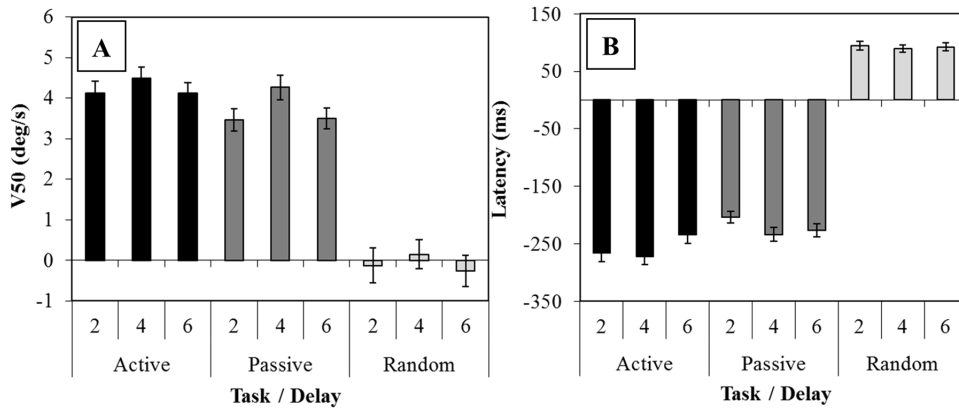 A
V50 (deg/s)
6
5
4
3
2
1
0
-1
2 4 6 2 4 6 2 4 6
Active Passive Random
Task / Delay
B
Latency (ms)
150
50
-50
-150
-250
-350
2 4 6 2 4 6 2 4 6
Active Passive Random
Task / Delay